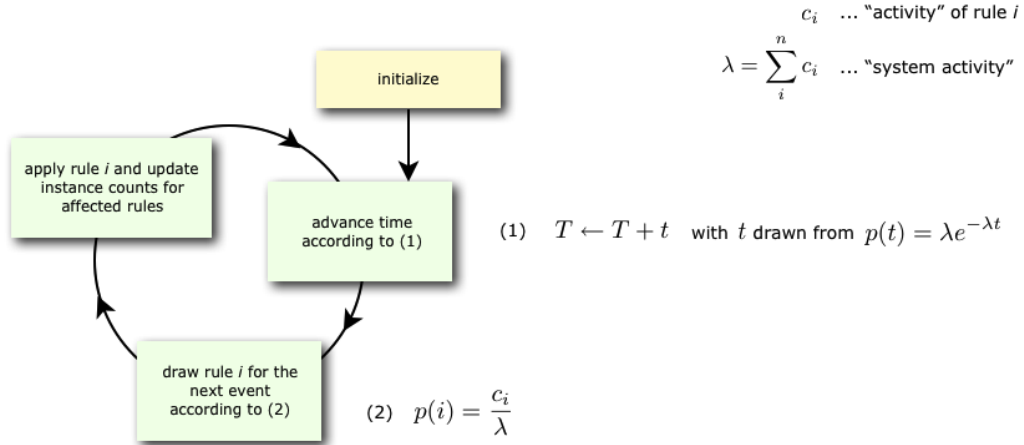 c_i ... “activity” of rule i
λ = ∑_i^n c_i ... “system activity”
initialize
apply rule i and update
instance counts for
affected rules
advance time
according to (1)
(1) T ← T + t with t drawn from p(t) = λe^{−λt}
draw rule i for the
next event
according to (2)
(2) p(i) = c_i/λ